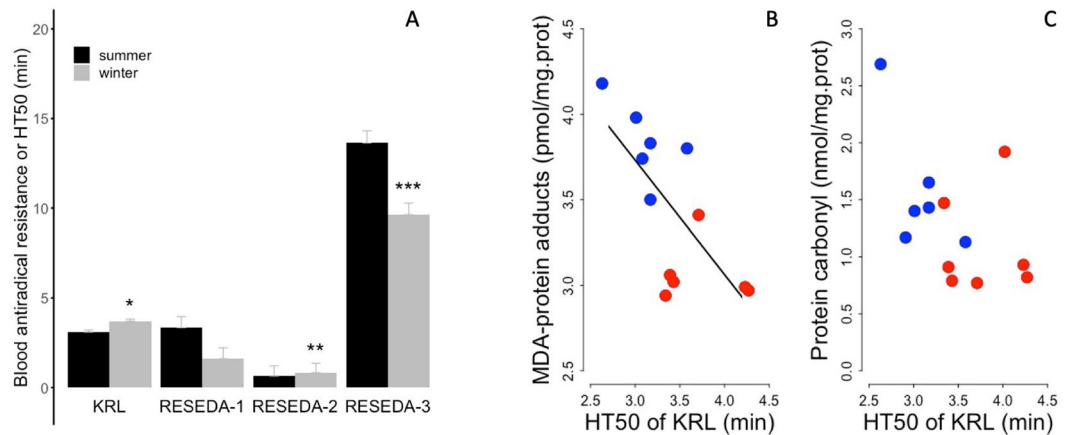 A
Blood antiradical resistance or HT50 (min)
20
15
10
5
0
summer
winter
*
**
***
KRL
RESEDA-1
RESEDA-2
RESEDA-3
B
MDA-protein adducts (pmol/mg.prot)
4.5
4.0
3.5
3.0
2.5
2.5 3.0 3.5 4.0 4.5
HT50 of KRL (min)
C
Protein carbonyl (nmol/mg.prot)
3.0
2.5
2.0
1.5
1.0
0.5
0.0
2.5 3.0 3.5 4.0 4.5
HT50 of KRL (min)